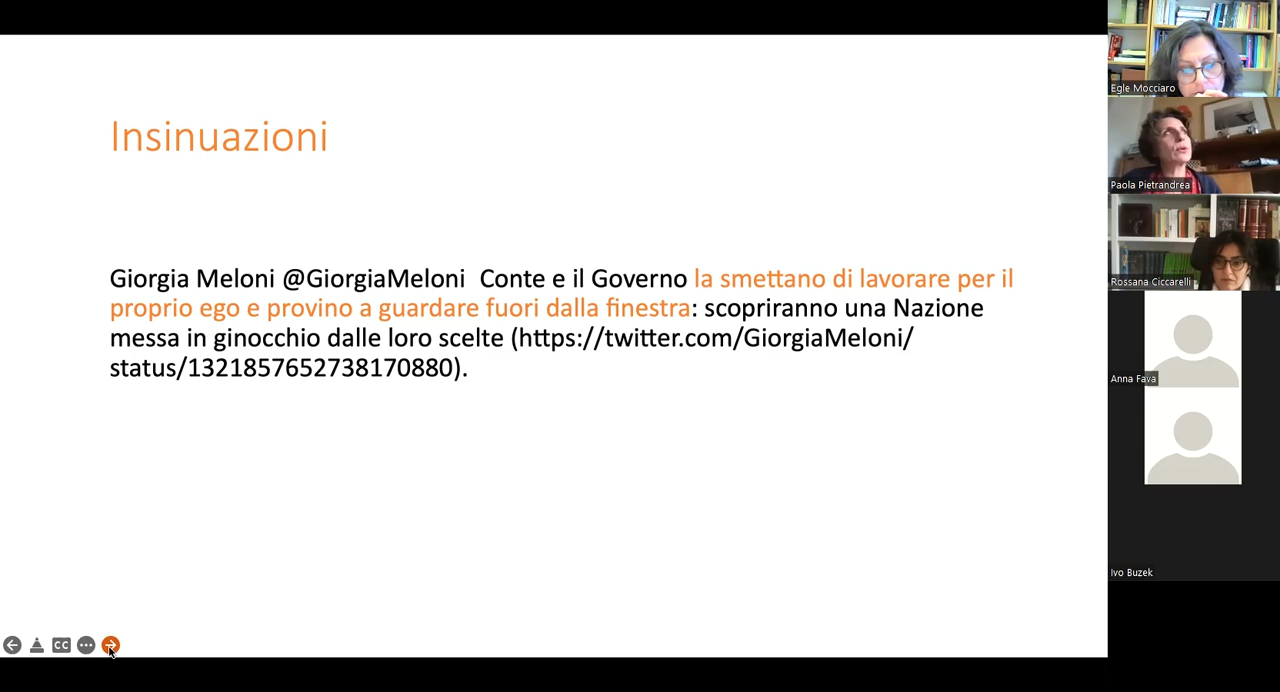 Insinuazioni
Giorgia Meloni @GiorgiaMeloni Conte e il Governo la smettano di lavorare per il
proprio ego e provino a guardare fuori dalla finestra: scopriranno una Nazione
messa in ginocchio dalle loro scelte (https://twitter.com/GiorgiaMeloni/
status/1321857652738170880).
CC
Egle Mocciaro
Paola Pietrandrea
Rossana Ciccarelli
Anna Fava
Ivo Buzek